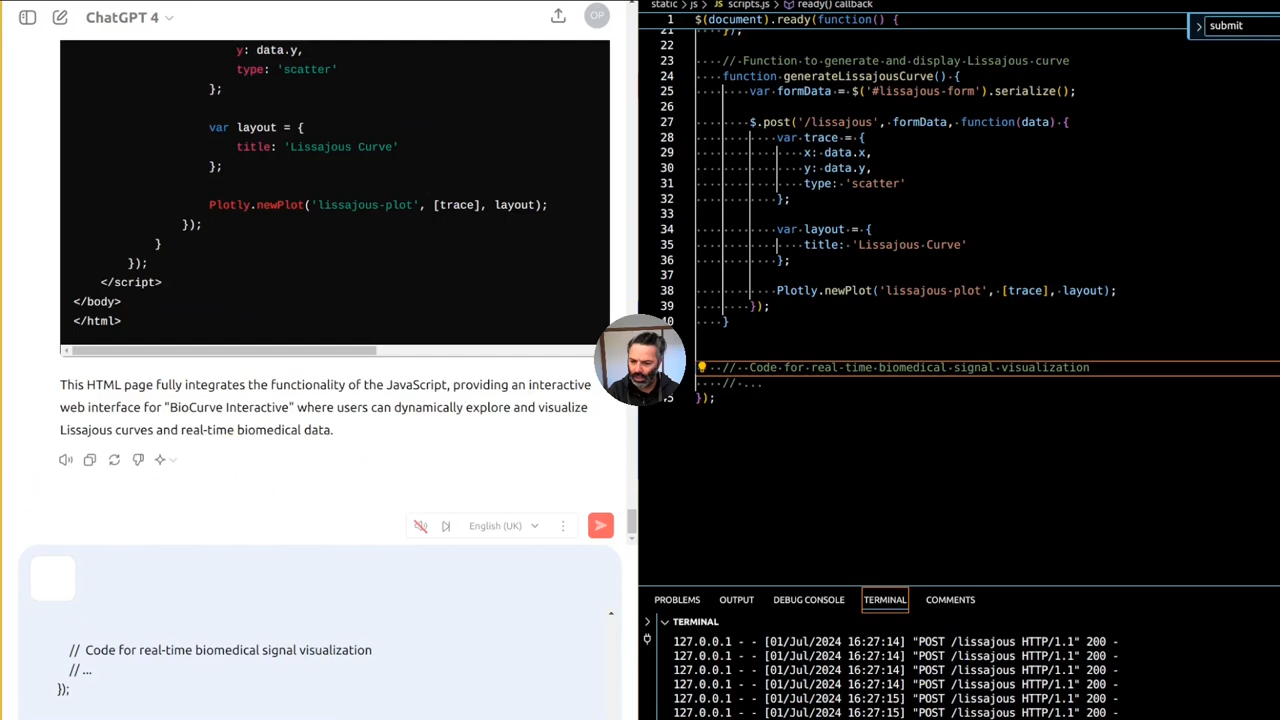 ChatGPT 4
OP
y: data.y,
type: 'scatter'
};
var layout = {
title: 'Lissajous Curve'
};
Plotly.newPlot('lissajous-plot', [trace], layout);
});
}
});
</script>
</body>
</html>
This HTML page fully integrates the functionality of the JavaScript, providing an interactive
web interface for "BioCurve Interactive" where users can dynamically explore and visualize
Lissajous curves and real-time biomedical data.
English (UK)
// Code for real-time biomedical signal visualization
// ...
});
static > js > scripts.js > ready() callback
submit
1 $(document).ready(function() {
21 });
22
23 // Function to generate and display Lissajous curve
24 function generateLissajousCurve() {
25 var formData = $('#lissajous-form').serialize();
26
27 $.post('/lissajous', formData, function(data) {
28 var trace = {
29 x: data.x,
30 y: data.y,
31 type: 'scatter'
32 };
33
34 var layout = {
35 title: 'Lissajous Curve'
36 };
37
38 Plotly.newPlot('lissajous-plot', [trace], layout);
39 });
40 }
// Code for real-time biomedical signal visualization
// ...
});
PROBLEMS OUTPUT DEBUG CONSOLE TERMINAL COMMENTS
TERMINAL
127.0.0.1 - - [01/Jul/2024 16:27:14] "POST /lissajous HTTP/1.1" 200 -
127.0.0.1 - - [01/Jul/2024 16:27:14] "POST /lissajous HTTP/1.1" 200 -
127.0.0.1 - - [01/Jul/2024 16:27:14] "POST /lissajous HTTP/1.1" 200 -
127.0.0.1 - - [01/Jul/2024 16:27:14] "POST /lissajous HTTP/1.1" 200 -
127.0.0.1 - - [01/Jul/2024 16:27:15] "POST /lissajous HTTP/1.1" 200 -
127.0.0.1 - - [01/Jul/2024 16:27:15] "POST /lissajous HTTP/1.1" 200 -